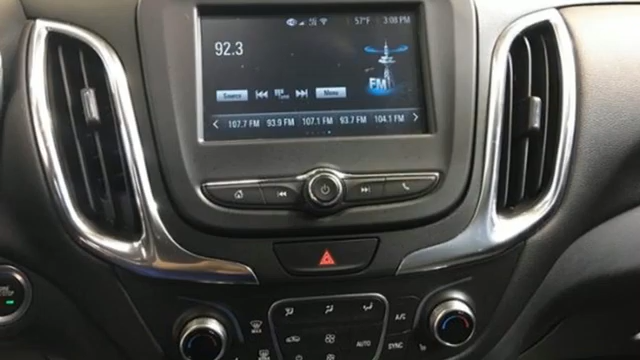 57°F 3:08 PM
92.3
FM
Source Menu
107.7 FM 93.9 FM 107.1 FM 93.7 FM 104.1 FM
A/C
AUTO SYNC